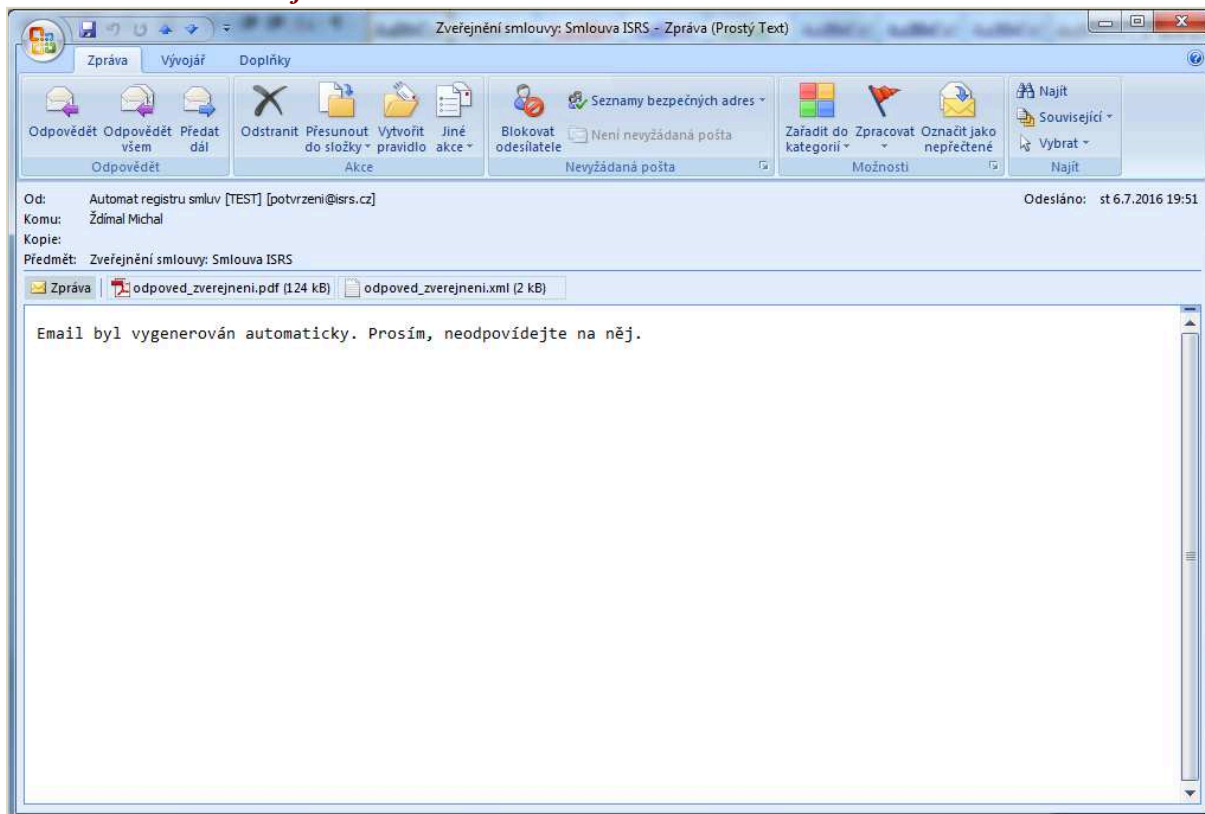 Zveřejnění smlouvy: Smlouva ISRS - Zpráva (Prostý Text)
Zpráva Vývojář Doplňky
Odpovědět Odpovědět všem Předat dál
Odpovědět
Odstranit Přesunout do složky Vytvořit pravidlo Jiné akce
Akce
Blokovat odesílatele Seznamy bezpečných adres
Není nevyžádaná pošta
Nevyžádaná pošta
Zařadit do kategorií Zpracovat Označit jako nepřečtené
Možnosti
Najít
Související
Vybrat
Najít
Od: Automat registru smluv [TEST] [potvrzeni@isrs.cz] Odesláno: st 6.7.2016 19:51
Komu: Ždímal Michal
Kopie:
Předmět: Zveřejnění smlouvy: Smlouva ISRS
Zpráva odpoved_zverejneni.pdf (124 kB) odpoved_zverejneni.xml (2 kB)
Email byl vygenerován automaticky. Prosím, neodpovídejte na něj.